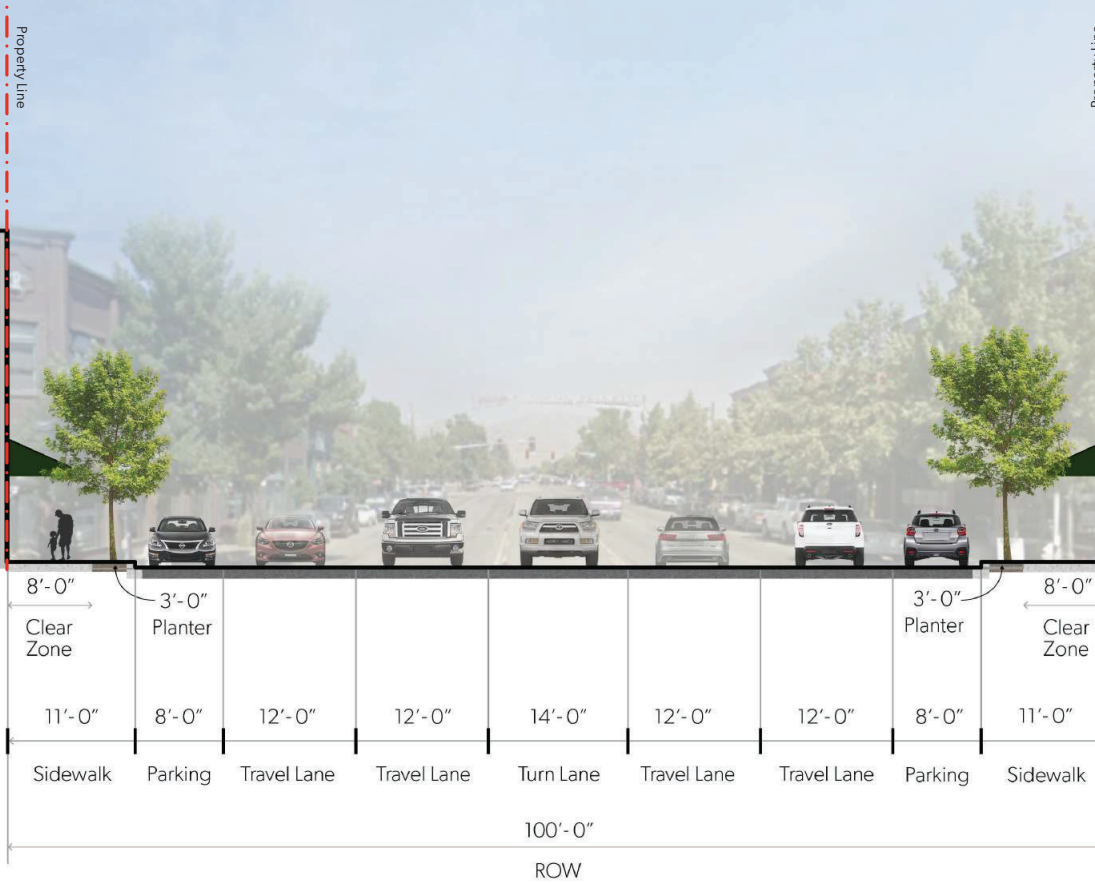 Property Line
Property Line
8'-0"
3'-0"
3'-0"
8'-0"
Clear
Zone
Planter
Planter
Clear
Zone
11'-0"
8'-0"
12'-0"
12'-0"
14'-0"
12'-0"
12'-0"
8'-0"
11'-0"
Sidewalk
Parking
Travel Lane
Travel Lane
Turn Lane
Travel Lane
Travel Lane
Parking
Sidewalk
100'-0"
ROW